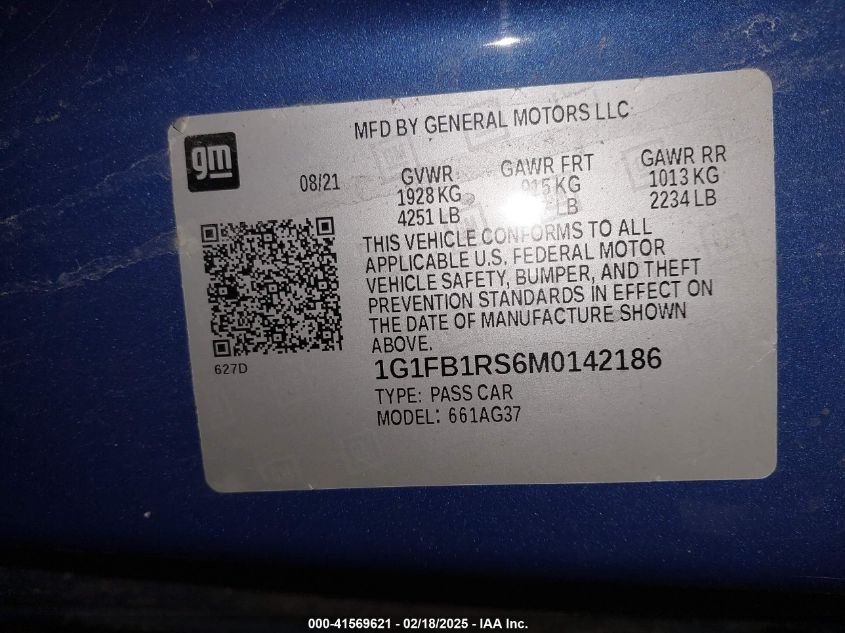 MFD BY GENERAL MOTORS LLC
gm
08/21
GVWR GAWR FRT GAWR RR
1928 KG KG 1013 KG
4251 LB LB 2234 LB
THIS VEHICLE CONFORMS TO ALL
APPLICABLE U.S. FEDERAL MOTOR
VEHICLE SAFETY, BUMPER, AND THEFT
PREVENTION STANDARDS IN EFFECT ON
THE DATE OF MANUFACTURE SHOWN
ABOVE.
627D
1G1FB1RS6M0142186
TYPE: PASS CAR
MODEL: 661AG37
000-41569621 - 02/18/2025 - IAA Inc.